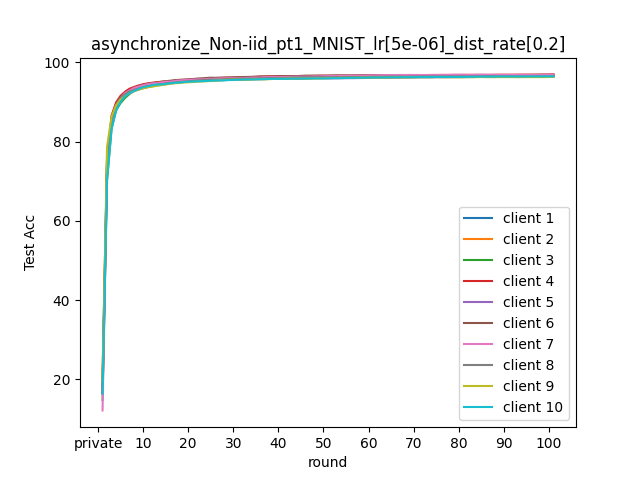 asynchronize_Non-iid_pt1_MNIST_lr[5e-06]_dist_rate[0.2]
100
80
60
40
20
Test Acc
client 1
client 2
client 3
client 4
client 5
client 6
client 7
client 8
client 9
client 10
private 10 20 30 40 50 60 70 80 90 100
round